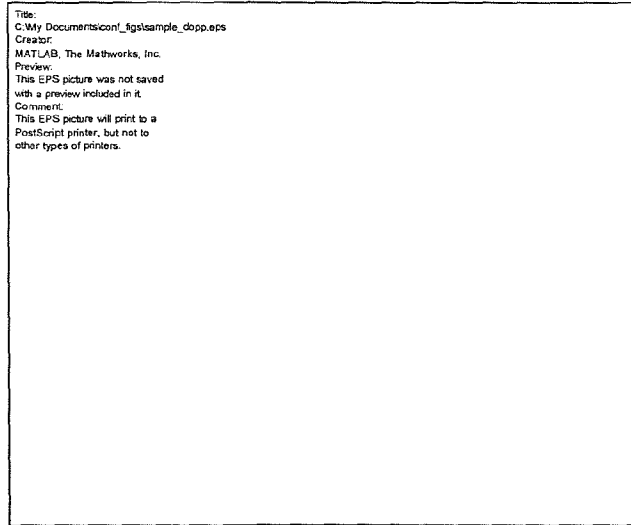 Title:
C:\My Documents\conf_figs\sample_dopp.eps
Creator:
MATLAB, The Mathworks, Inc.
Preview:
This EPS picture was not saved
with a preview included in it.
Comment:
This EPS picture will print to a
PostScript printer, but not to
other types of printers.